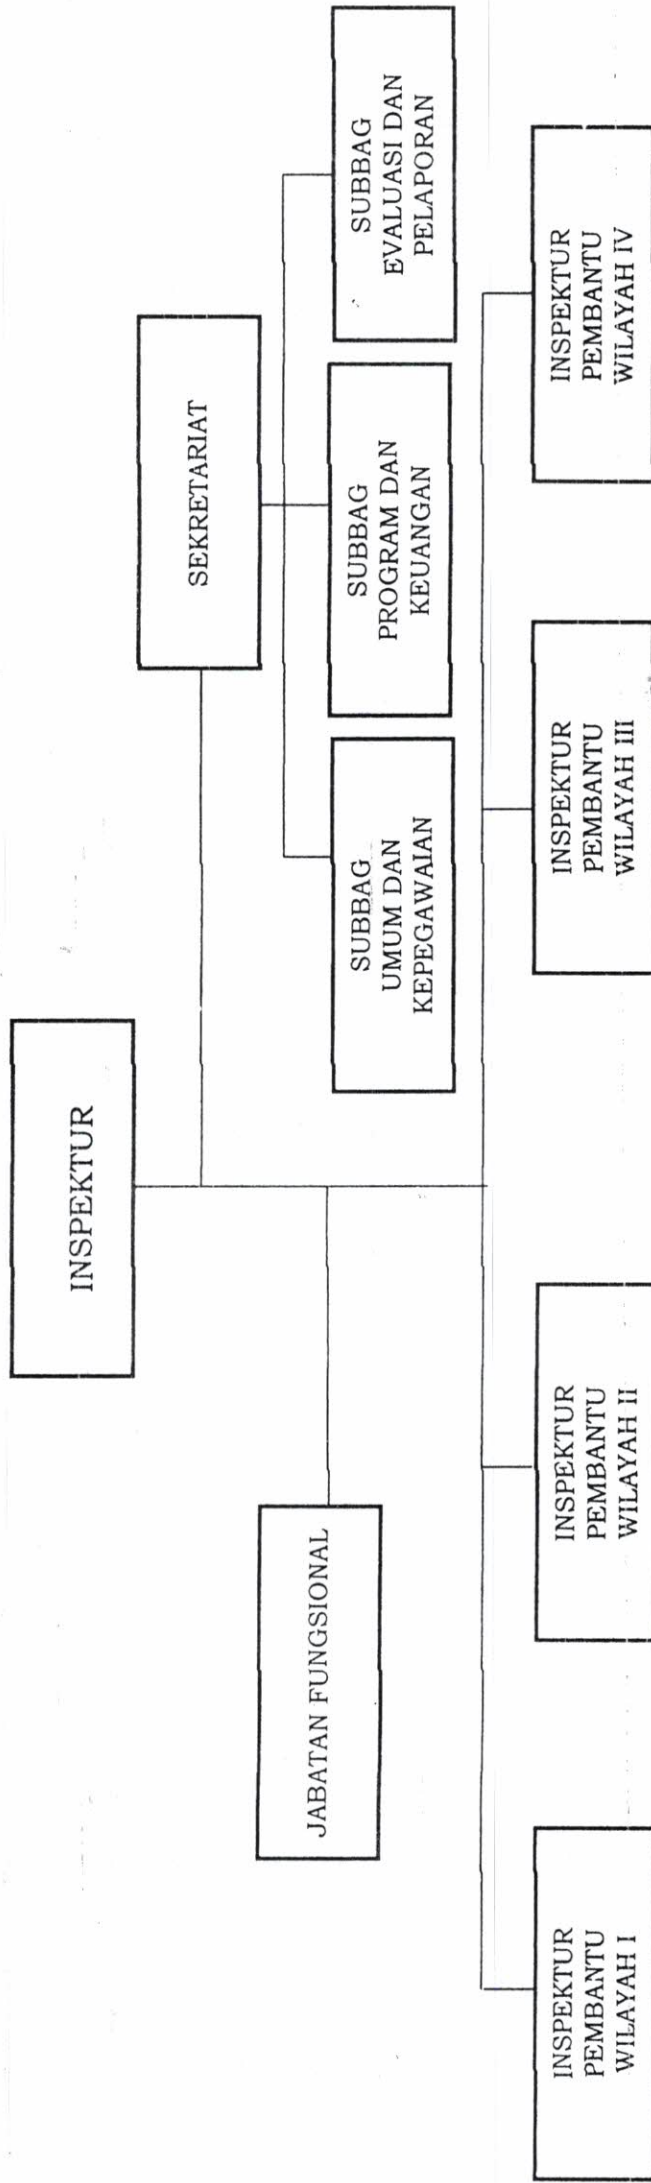 INSPEKTUR
SEKRETARIAT
JABATAN FUNGSIONAL
SUBBAG
UMUM DAN
KEPEGAWAIAN
SUBBAG
PROGRAM DAN
KEUANGAN
SUBBAG
EVALUASI DAN
PELAPORAN
INSPEKTUR
PEMBANTU
WILAYAH I
INSPEKTUR
PEMBANTU
WILAYAH II
INSPEKTUR
PEMBANTU
WILAYAH III
INSPEKTUR
PEMBANTU
WILAYAH IV